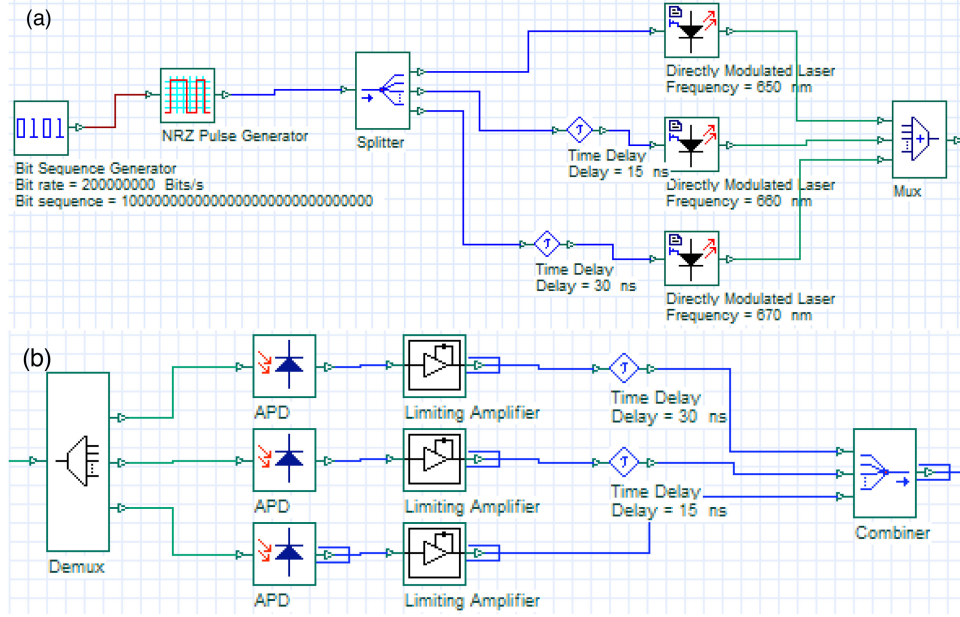 (a)
0101
Bit Sequence Generator
Bit rate = 200000000 Bits/s
Bit sequence = 10000000000000000000000000000000
NRZ Pulse Generator
Splitter
τ
Time Delay
Delay = 15 ns
τ
Time Delay
Delay = 30 ns
Directly Modulated Laser
Frequency = 650 nm
Directly Modulated Laser
Frequency = 660 nm
Directly Modulated Laser
Frequency = 670 nm
Mux
(b)
Demux
APD
Limiting Amplifier
τ
Time Delay
Delay = 30 ns
APD
Limiting Amplifier
τ
Time Delay
Delay = 15 ns
APD
Limiting Amplifier
Combiner